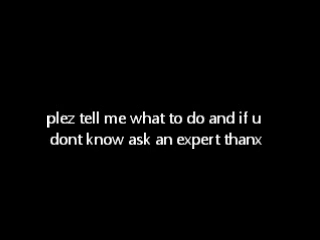 plez tell me what to do and if u
dont know ask an expert thanx